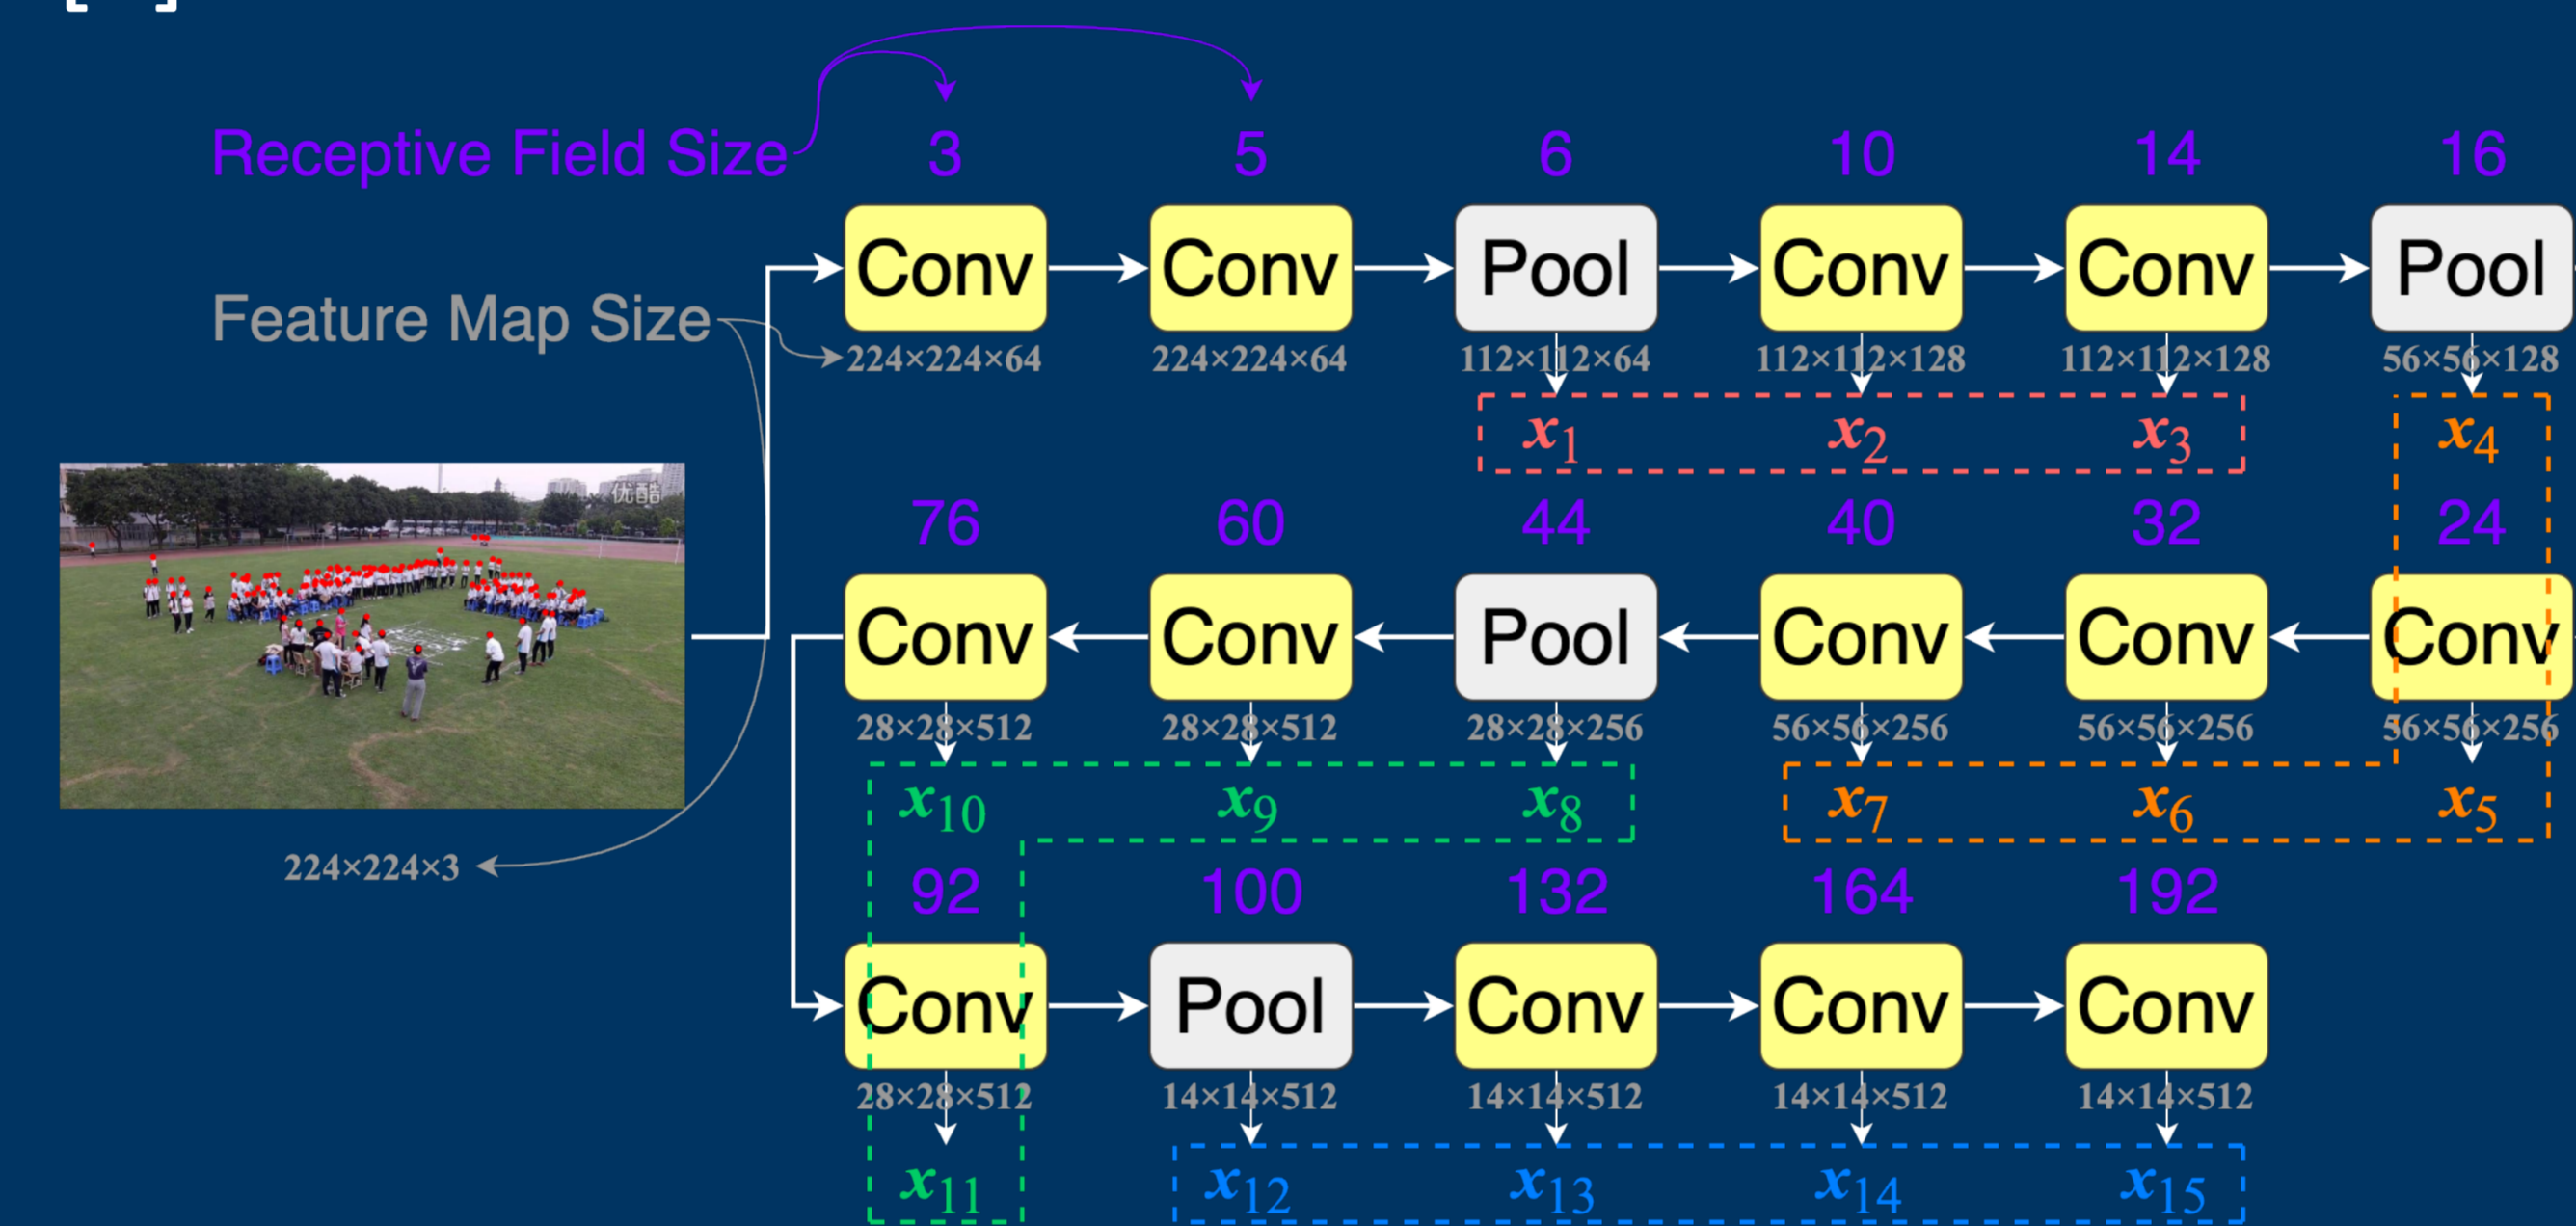 Receptive Field Size 3 5 6 10 14 16
Conv Conv Pool Conv Conv Pool
Feature Map Size
224×224×64 224×224×64 112×112×64 112×112×128 112×112×128 56×56×128
x1 x2 x3 x4
优酷
76 60 44 40 32 24
Conv Conv Pool Conv Conv Conv
28×28×512 28×28×512 28×28×256 56×56×256 56×56×256 56×56×256
x10 x9 x8 x7 x6 x5
224×224×3
92 100 132 164 192
Conv Pool Conv Conv Conv
28×28×512 14×14×512 14×14×512 14×14×512 14×14×512
x11 x12 x13 x14 x15